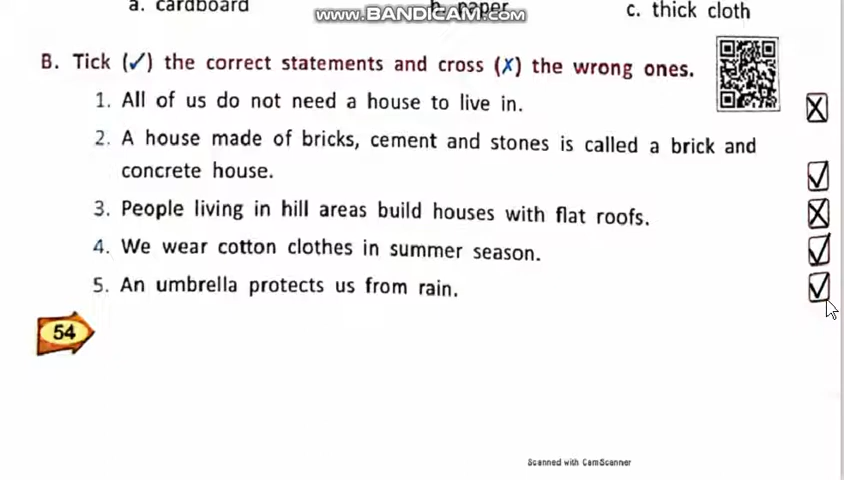 a. cardboard b. paper c. thick cloth
www.BANDICAM.com
B. Tick (✓) the correct statements and cross (✗) the wrong ones.
1. All of us do not need a house to live in.
2. A house made of bricks, cement and stones is called a brick and
concrete house.
3. People living in hill areas build houses with flat roofs.
4. We wear cotton clothes in summer season.
5. An umbrella protects us from rain.
54
Scanned with CamScanner